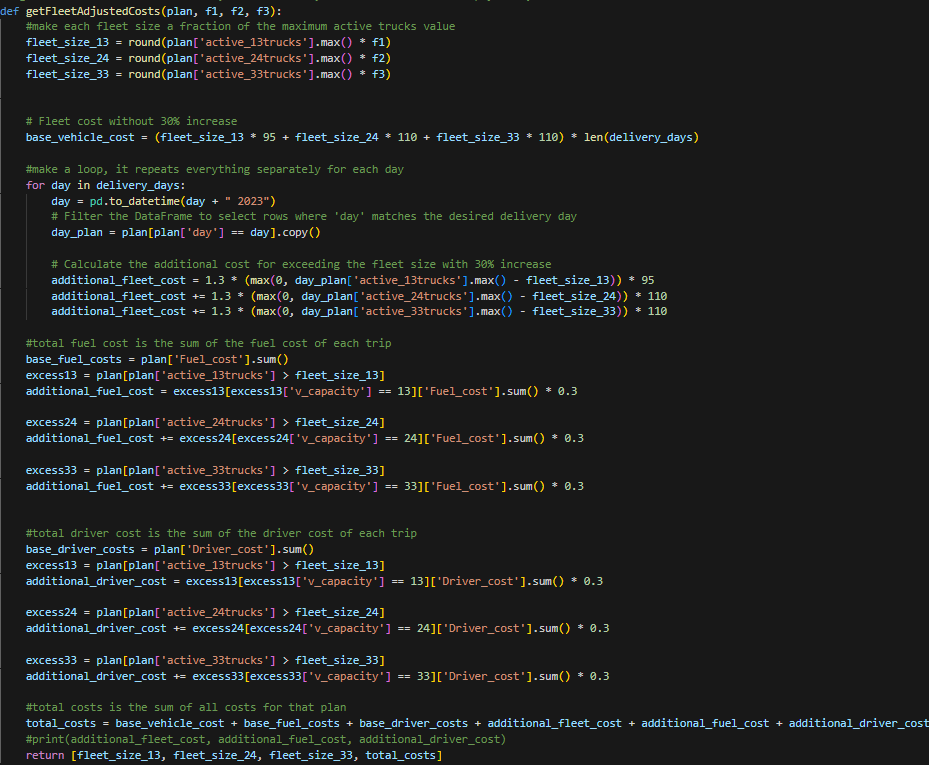 def getFleetAdjustedCosts(plan, f1, f2, f3):
    #make each fleet size a fraction of the maximum active trucks value
    fleet_size_13 = round(plan['active_13trucks'].max() * f1)
    fleet_size_24 = round(plan['active_24trucks'].max() * f2)
    fleet_size_33 = round(plan['active_33trucks'].max() * f3)
    # Fleet cost without 30% increase
    base_vehicle_cost = (fleet_size_13 * 95 + fleet_size_24 * 110 + fleet_size_33 * 110) * len(delivery_days)
    #make a loop, it repeats everything separately for each day
    for day in delivery_days:
        day = pd.to_datetime(day + " 2023")
        # Filter the DataFrame to select rows where 'day' matches the desired delivery day
        day_plan = plan[plan['day'] == day].copy()
        # Calculate the additional cost for exceeding the fleet size with 30% increase
        additional_fleet_cost = 1.3 * (max(0, day_plan['active_13trucks'].max() - fleet_size_13)) * 95
        additional_fleet_cost += 1.3 * (max(0, day_plan['active_24trucks'].max() - fleet_size_24)) * 110
        additional_fleet_cost += 1.3 * (max(0, day_plan['active_33trucks'].max() - fleet_size_33)) * 110
    #total fuel cost is the sum of the fuel cost of each trip
    base_fuel_costs = plan['Fuel_cost'].sum()
    excess13 = plan[plan['active_13trucks'] > fleet_size_13]
    additional_fuel_cost = excess13[excess13['v_capacity'] == 13]['Fuel_cost'].sum() * 0.3
    excess24 = plan[plan['active_24trucks'] > fleet_size_24]
    additional_fuel_cost += excess24[excess24['v_capacity'] == 24]['Fuel_cost'].sum() * 0.3
    excess33 = plan[plan['active_33trucks'] > fleet_size_33]
    additional_fuel_cost += excess33[excess33['v_capacity'] == 33]['Fuel_cost'].sum() * 0.3
    #total driver cost is the sum of the driver cost of each trip
    base_driver_costs = plan['Driver_cost'].sum()
    excess13 = plan[plan['active_13trucks'] > fleet_size_13]
    additional_driver_cost = excess13[excess13['v_capacity'] == 13]['Driver_cost'].sum() * 0.3
    excess24 = plan[plan['active_24trucks'] > fleet_size_24]
    additional_driver_cost += excess24[excess24['v_capacity'] == 24]['Driver_cost'].sum() * 0.3
    excess33 = plan[plan['active_33trucks'] > fleet_size_33]
    additional_driver_cost += excess33[excess33['v_capacity'] == 33]['Driver_cost'].sum() * 0.3
    #total costs is the sum of all costs for that plan
    total_costs = base_vehicle_cost + base_fuel_costs + base_driver_costs + additional_fleet_cost + additional_fuel_cost + additional_driver_cost
    #print(additional_fleet_cost, additional_fuel_cost, additional_driver_cost)
    return [fleet_size_13, fleet_size_24, fleet_size_33, total_costs]